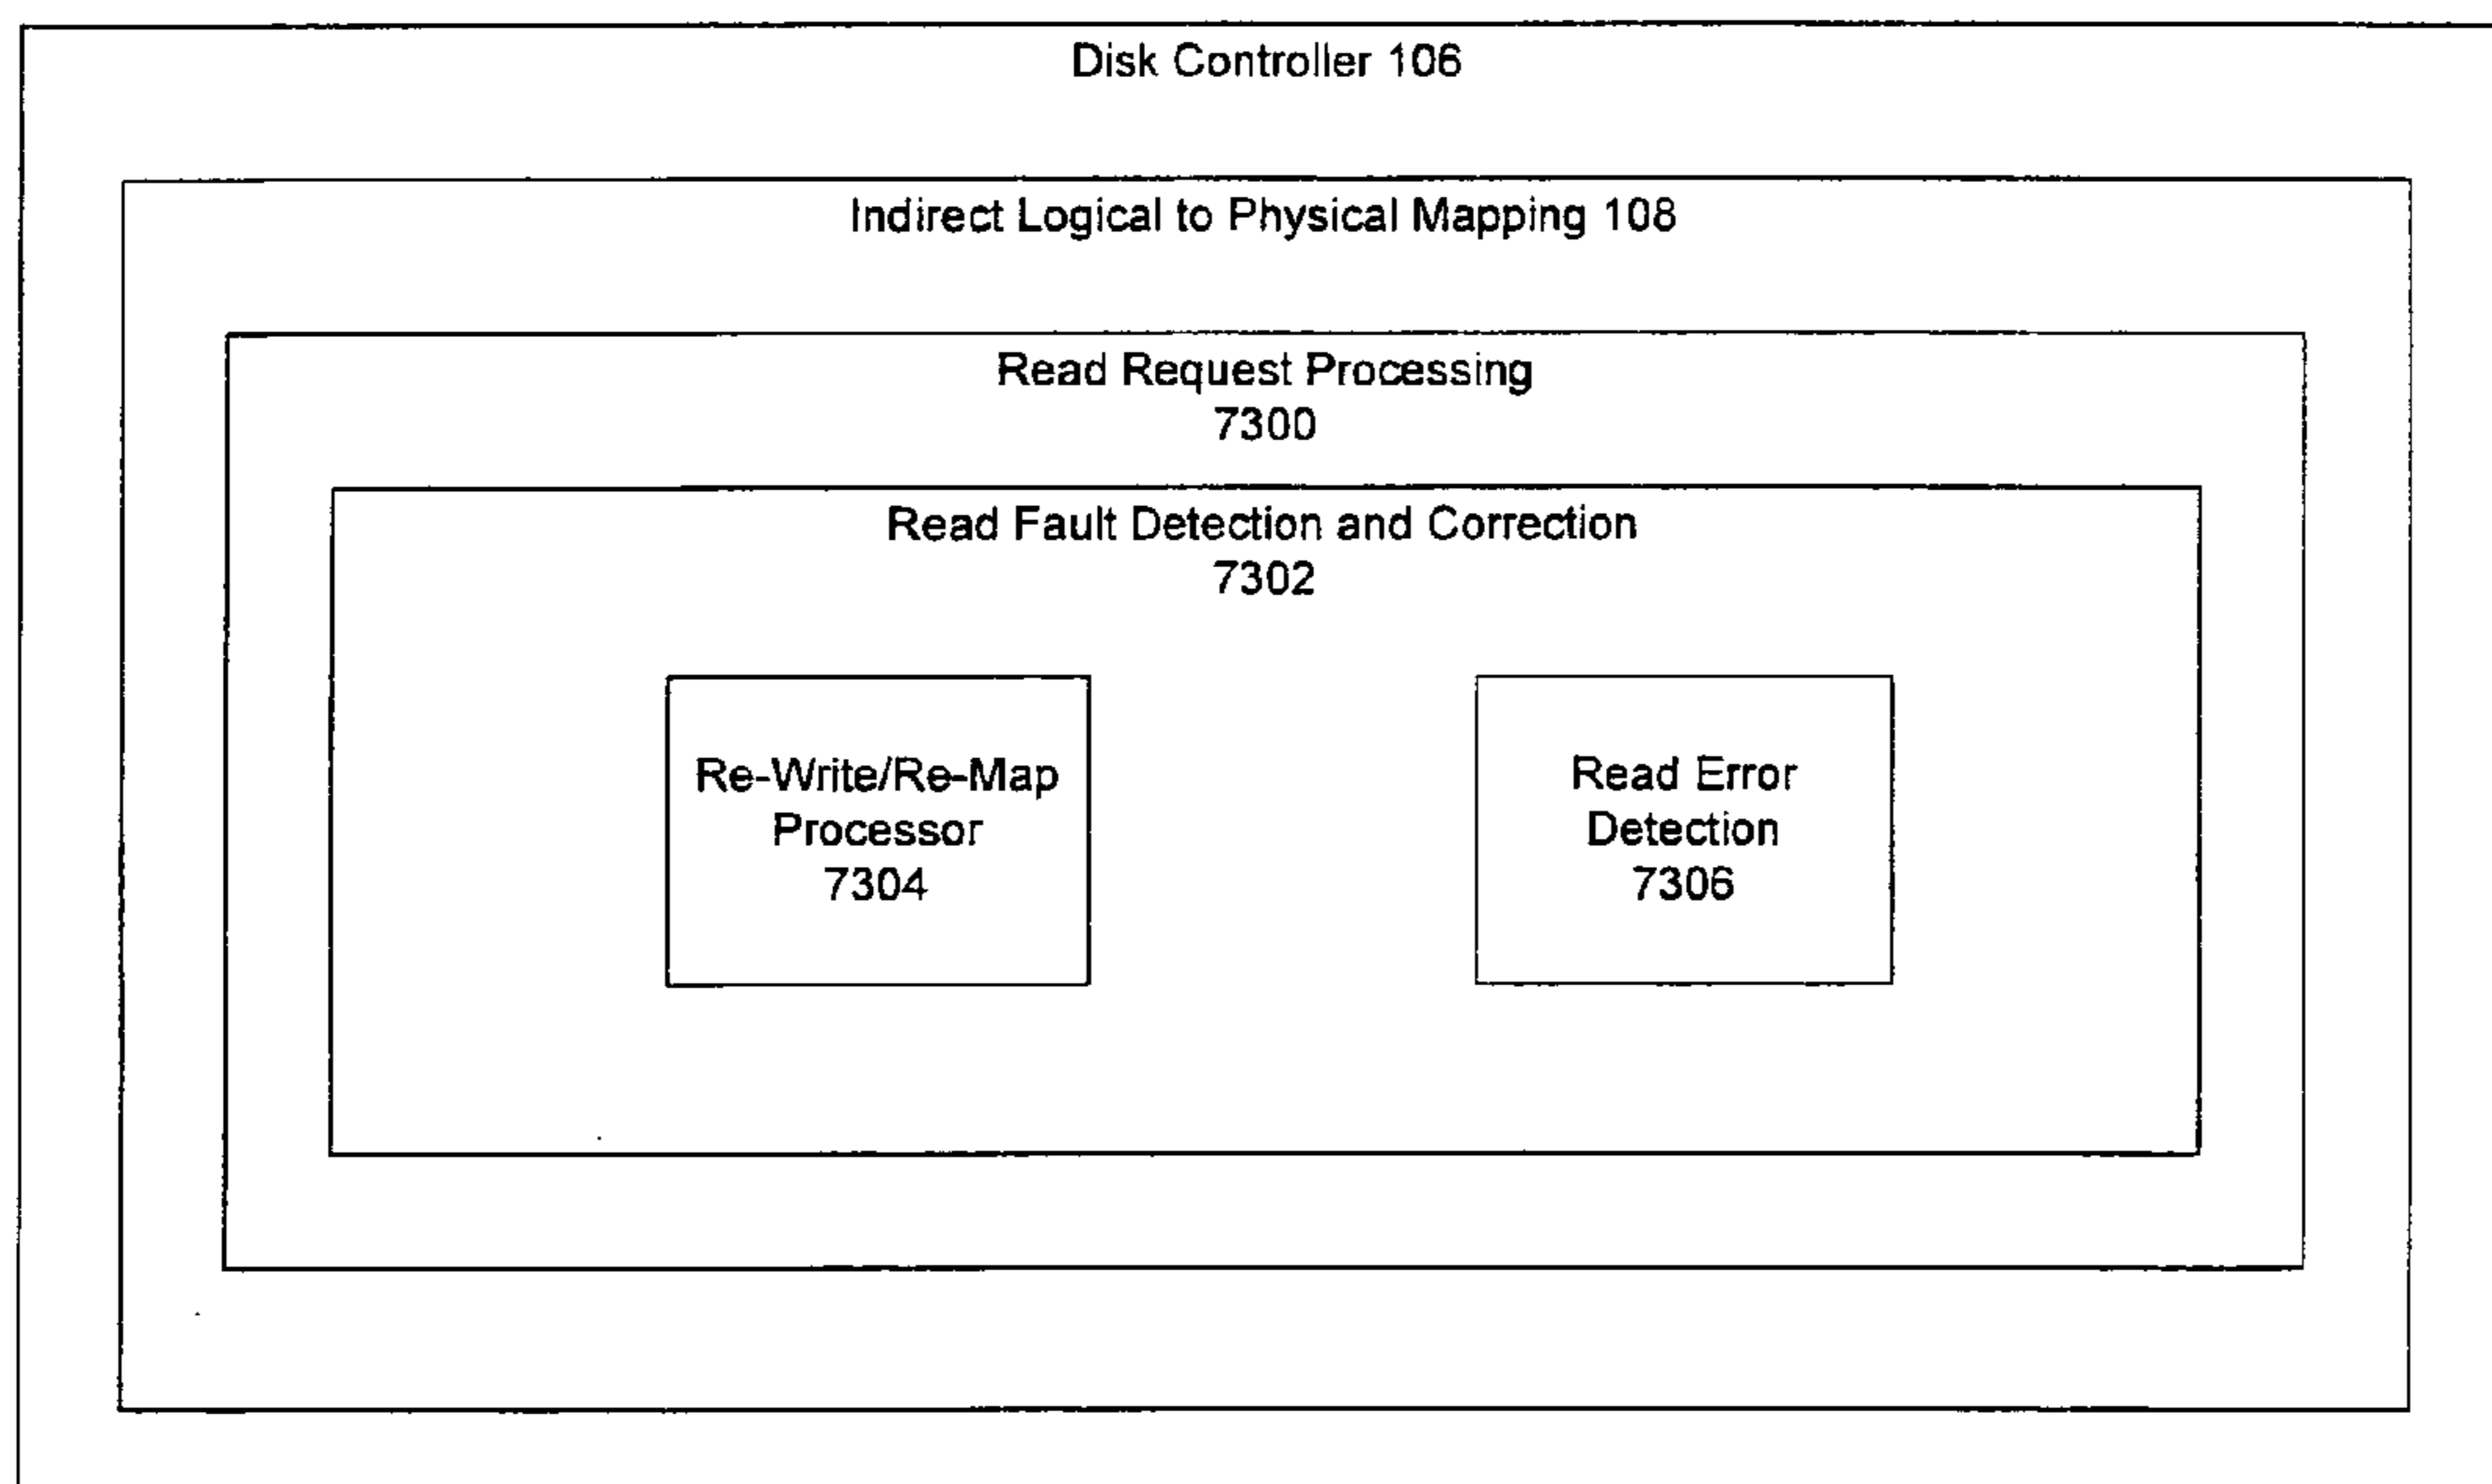 Disk Controller 106
Indirect Logical to Physical Mapping 108
Read Request Processing
7300
Read Fault Detection and Correction
7302
Re-Write/Re-Map
Processor
7304
Read Error
Detection
7306